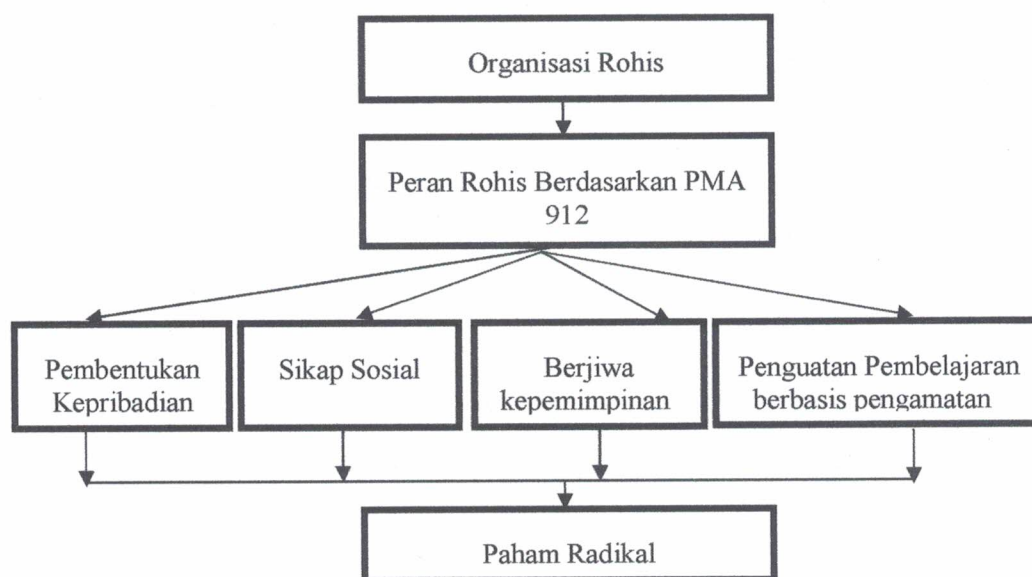 Organisasi Rohis
Peran Rohis Berdasarkan PMA
912
Pembentukan
Kepribadian
Sikap Sosial
Berjiwa
kepemimpinan
Penguatan Pembelajaran
berbasis pengamatan
Paham Radikal